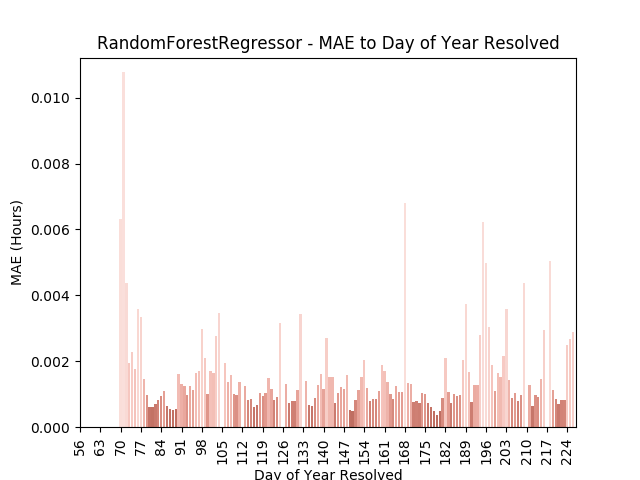 RandomForestRegressor - MAE to Day of Year Resolved
0.010
0.008
0.006
0.004
0.002
0.000
MAE (Hours)
56 63 70 77 84 91 98 105 112 119 126 133 140 147 154 161 168 175 182 189 196 203 210 217 224
Day of Year Resolved